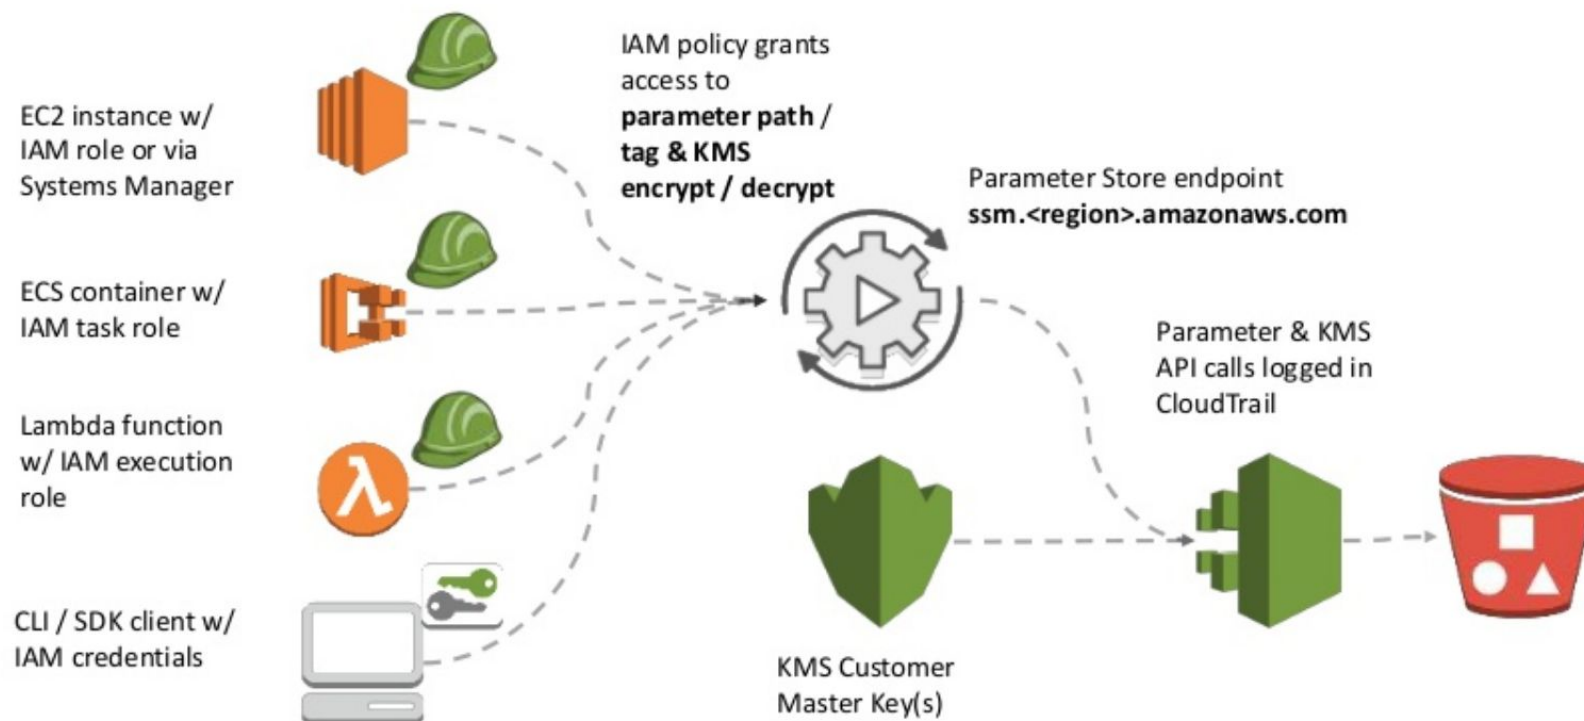 EC2 instance w/
IAM role or via
Systems Manager
ECS container w/
IAM task role
Lambda function
w/ IAM execution
role
CLI / SDK client w/
IAM credentials
IAM policy grants
access to
parameter path /
tag & KMS
encrypt / decrypt
Parameter Store endpoint
ssm.<region>.amazonaws.com
Parameter & KMS
API calls logged in
CloudTrail
KMS Customer
Master Key(s)
λ